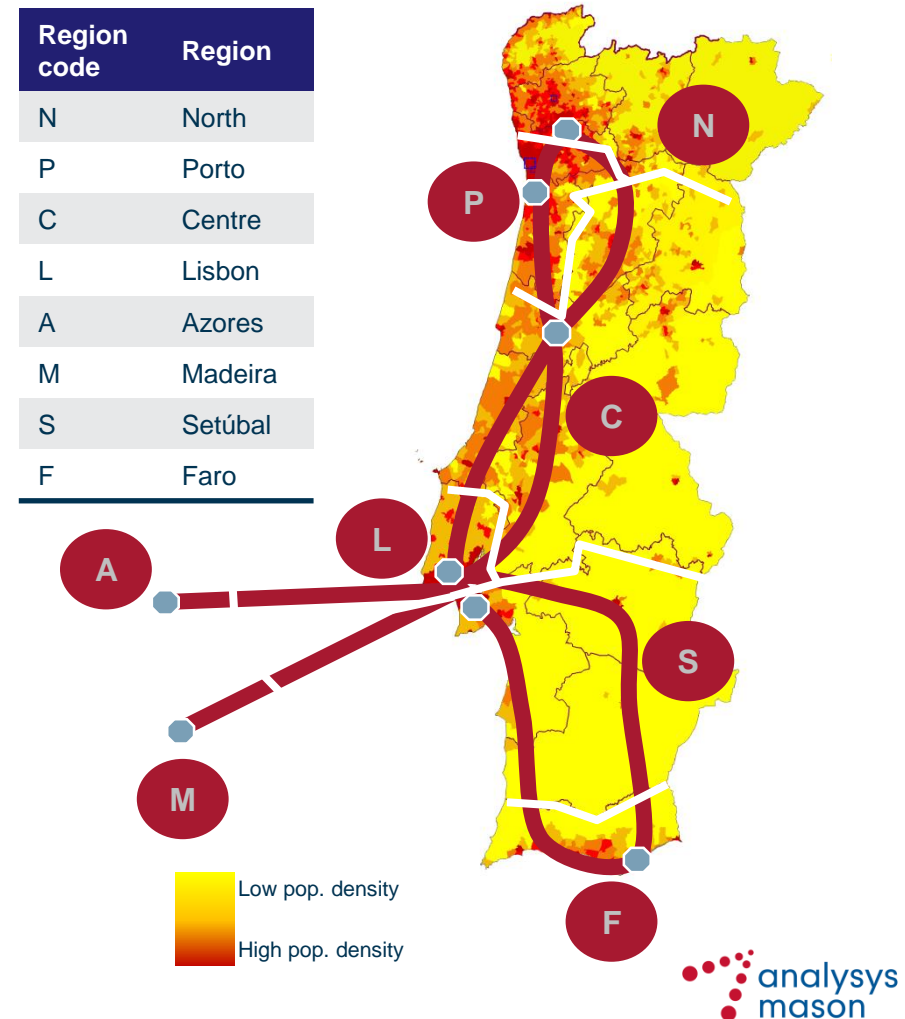 Region code Region
N North
P Porto
C Centre
L Lisbon
A Azores
M Madeira
S Setúbal
F Faro
N
P
C
L
A
S
M
F
Low pop. density
High pop. density
analysys
mason